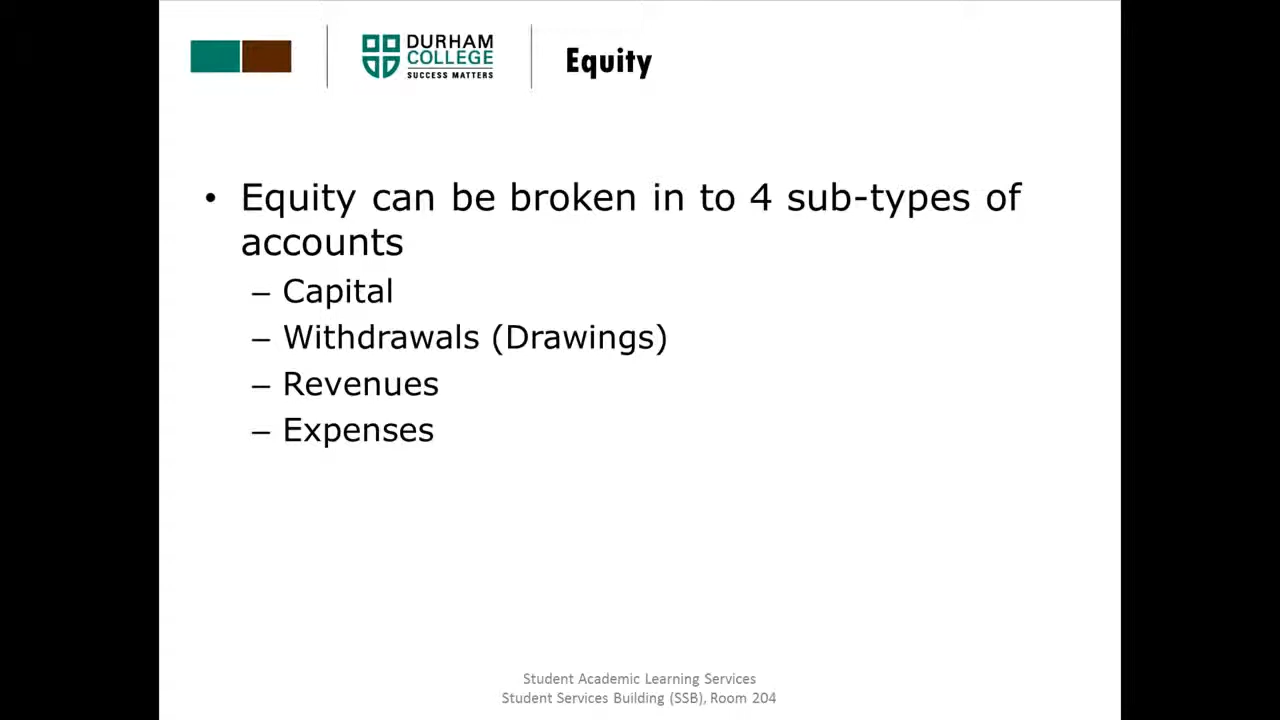 DURHAM
COLLEGE
SUCCESS MATTERS
Equity
• Equity can be broken in to 4 sub-types of
accounts
– Capital
– Withdrawals (Drawings)
– Revenues
– Expenses
Student Academic Learning Services
Student Services Building (SSB), Room 204